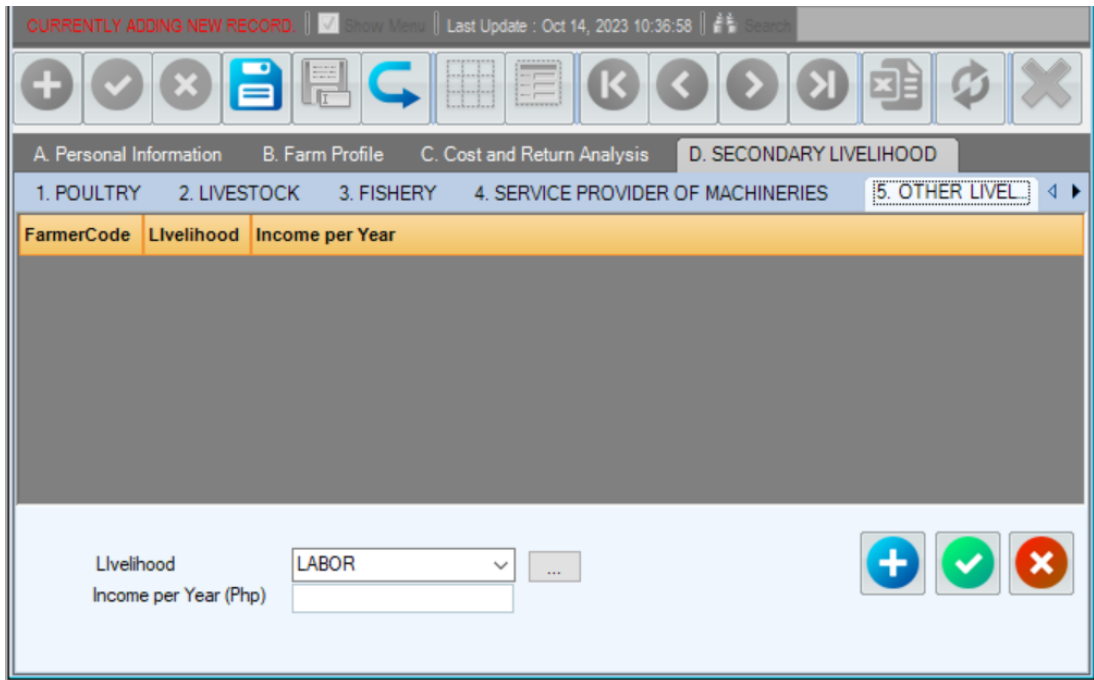 CURRENTLY ADDING NEW RECORD. Show Menu Last Update : Oct 14, 2023 10:36:58 Search
A. Personal Information B. Farm Profile C. Cost and Return Analysis D. SECONDARY LIVELIHOOD
1. POULTRY 2. LIVESTOCK 3. FISHERY 4. SERVICE PROVIDER OF MACHINERIES 5. OTHER LIVEL...
FarmerCode LIvelihood Income per Year
LIvelihood LABOR ...
Income per Year (Php)